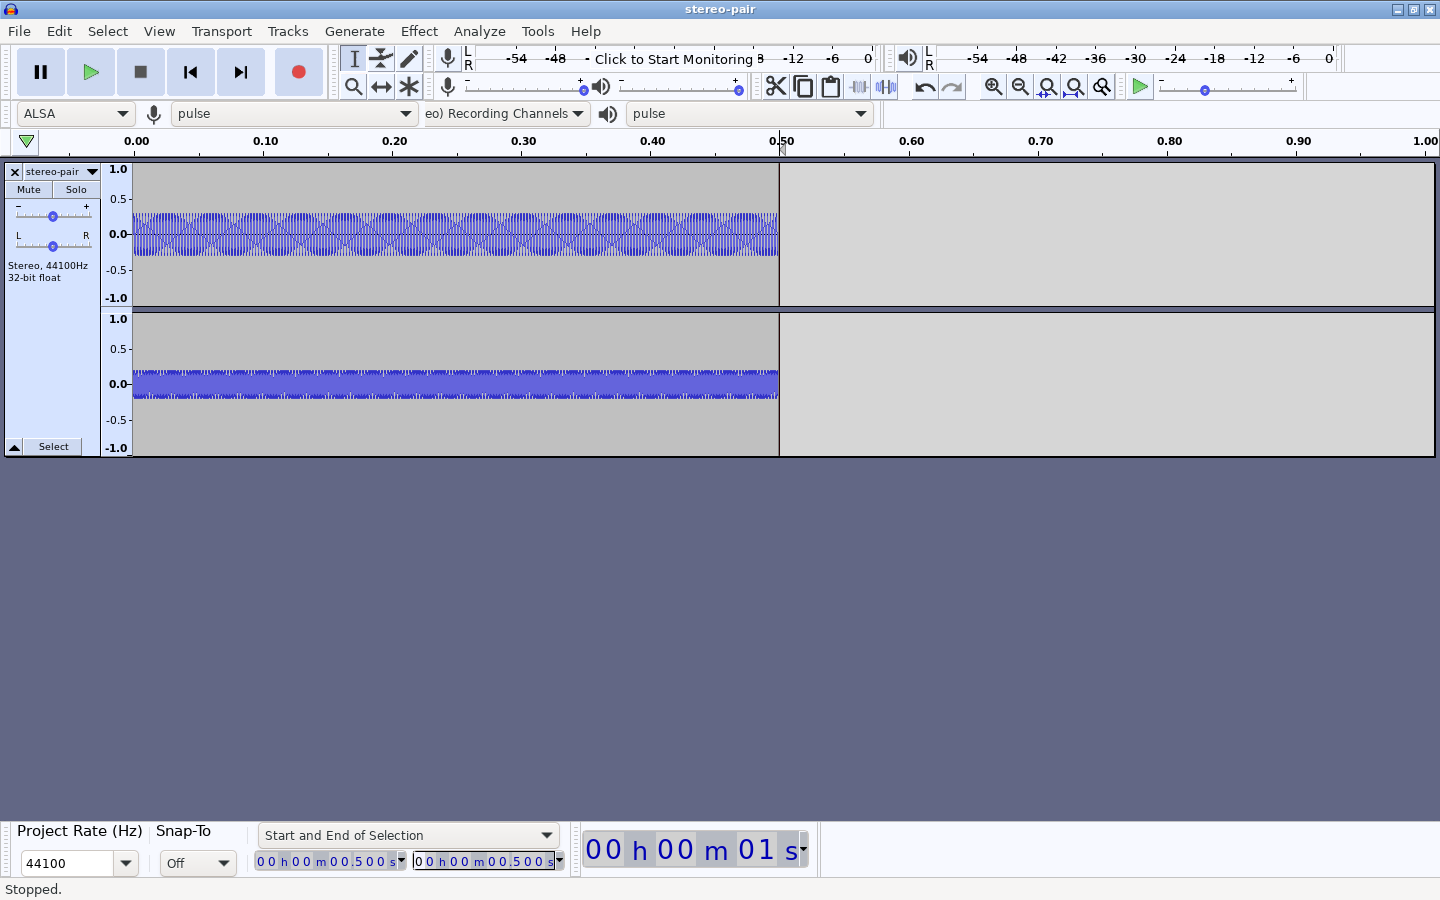 stereo-pair
File Edit Select View Transport Tracks Generate Effect Analyze Tools Help
L R -54 -48 - Click to Start Monitoring -12 -6 0 L R -54 -48 -42 -36 -30 -24 -18 -12 -6 0
- + - + - +
ALSA pulse eo) Recording Channels pulse
0.00 0.10 0.20 0.30 0.40 0.50 0.60 0.70 0.80 0.90 1.00
stereo-pair
Mute Solo
- +
L R
Stereo, 44100Hz
32-bit float
Select
1.0
0.5
0.0
-0.5
-1.0
1.0
0.5
0.0
-0.5
-1.0
Project Rate (Hz) Snap-To Start and End of Selection
44100 Off 00 h 00 m 00.500 s 00 h 00 m 00.500 s
00 h 00 m 01 s
Stopped.